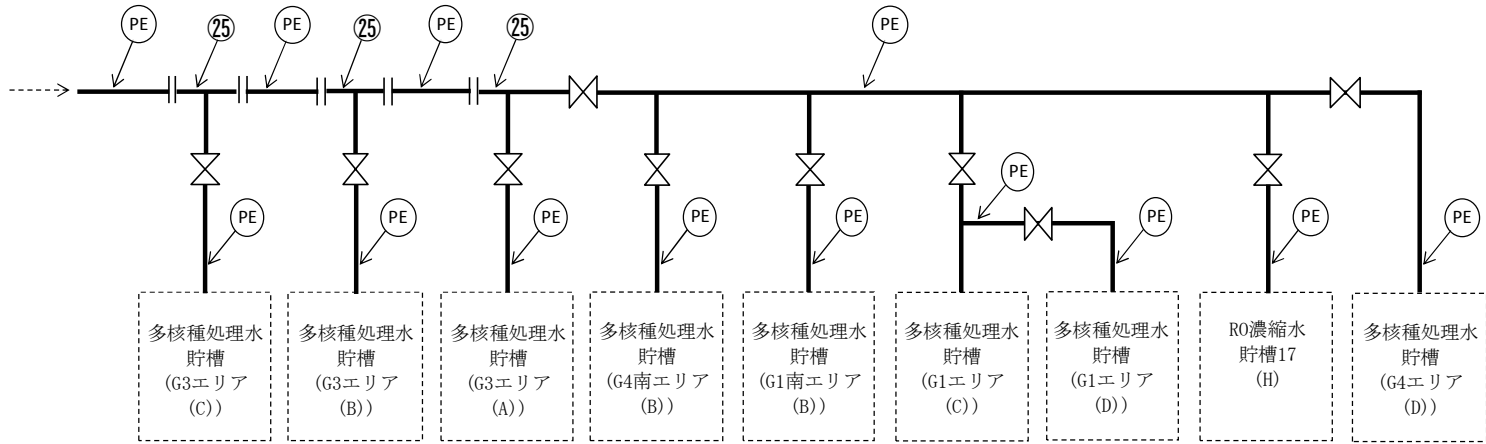 PE
㉕
PE
㉕
PE
㉕
PE
PE
PE
PE
PE
PE
PE
PE
PE
PE
PE
多核種処理水
貯槽
(G3エリア
(C))
多核種処理水
貯槽
(G3エリア
(B))
多核種処理水
貯槽
(G3エリア
(A))
多核種処理水
貯槽
(G4南エリア
(B))
多核種処理水
貯槽
(G1南エリア
(B))
多核種処理水
貯槽
(G1エリア
(C))
多核種処理水
貯槽
(G1エリア
(D))
RO濃縮水
貯槽17
(H)
多核種処理水
貯槽
(G4エリア
(D))